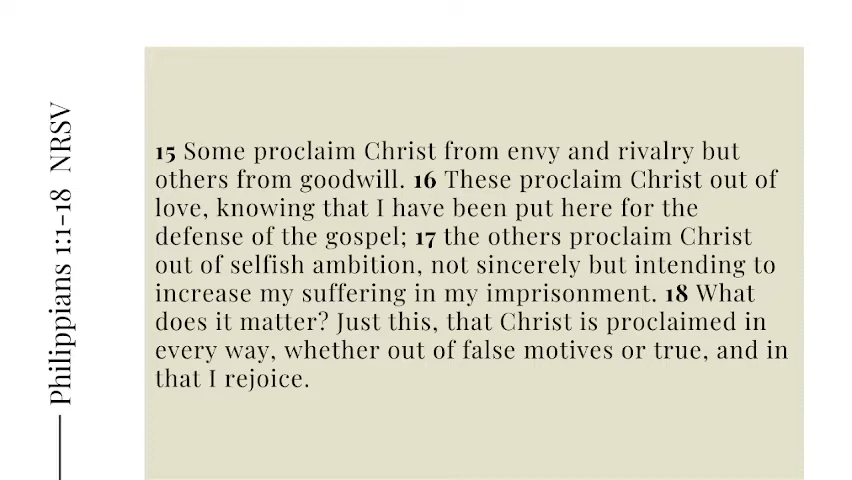 Philippians 1:1-18 NRSV
15 Some proclaim Christ from envy and rivalry but
others from goodwill. 16 These proclaim Christ out of
love, knowing that I have been put here for the
defense of the gospel; 17 the others proclaim Christ
out of selfish ambition, not sincerely but intending to
increase my suffering in my imprisonment. 18 What
does it matter? Just this, that Christ is proclaimed in
every way, whether out of false motives or true, and in
that I rejoice.